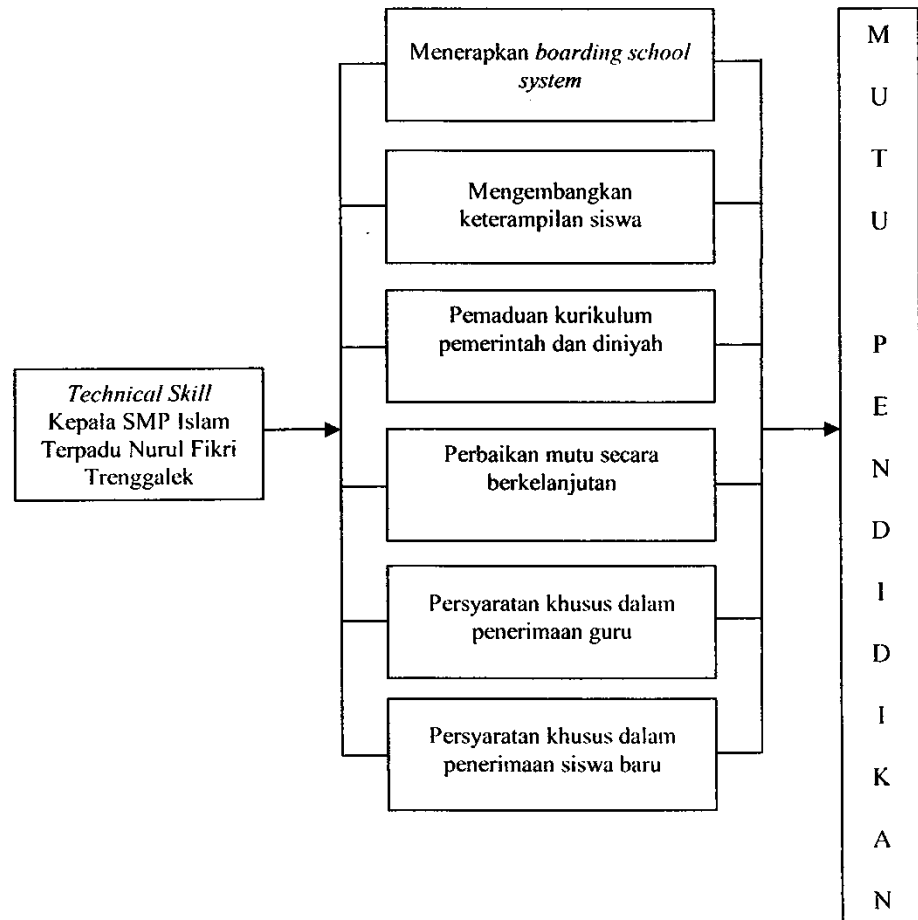 Technical Skill
Kepala SMP Islam
Terpadu Nurul Fikri
Trenggalek
Menerapkan boarding school
system
Mengembangkan
keterampilan siswa
Pemaduan kurikulum
pemerintah dan diniyah
Perbaikan mutu secara
berkelanjutan
Persyaratan khusus dalam
penerimaan guru
Persyaratan khusus dalam
penerimaan siswa baru
M
U
T
U
P
E
N
D
I
D
I
K
A
N